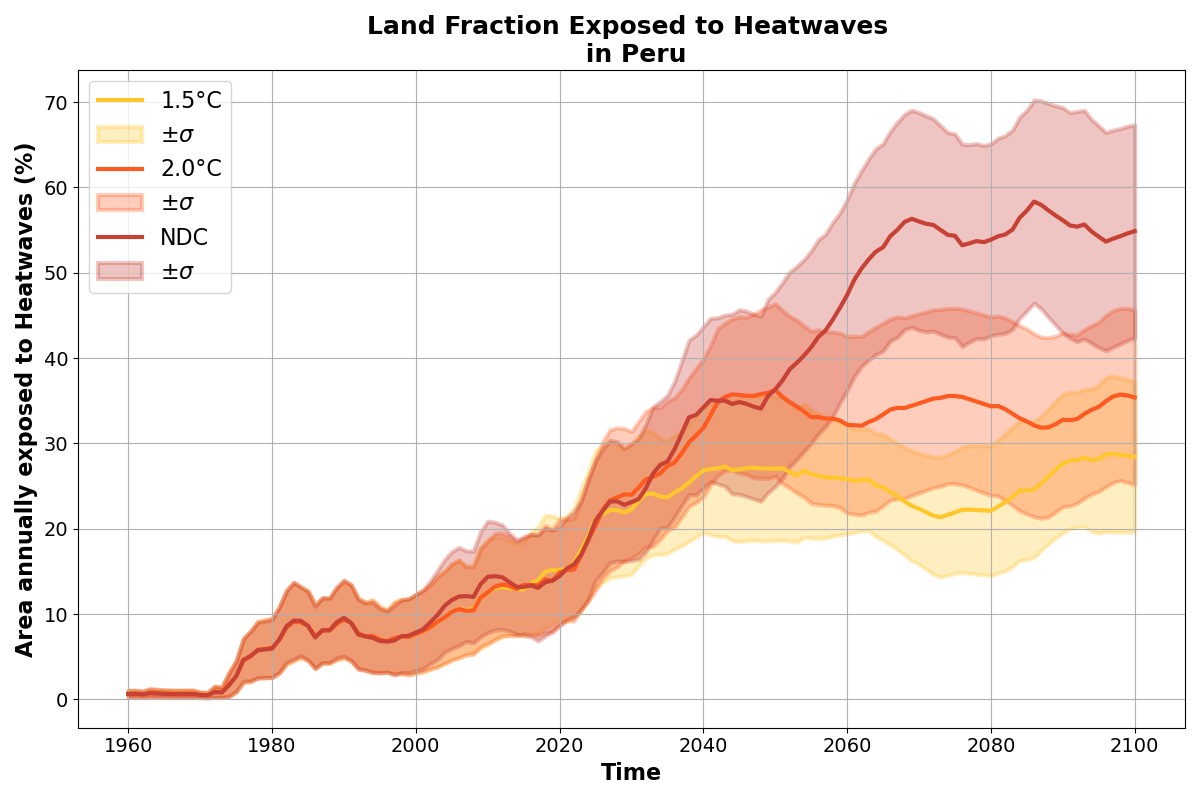 Land Fraction Exposed to Heatwaves
in Peru
1.5°C
±σ
2.0°C
±σ
NDC
±σ
Area annually exposed to Heatwaves (%)
70
60
50
40
30
20
10
0
1960 1980 2000 2020 2040 2060 2080 2100
Time